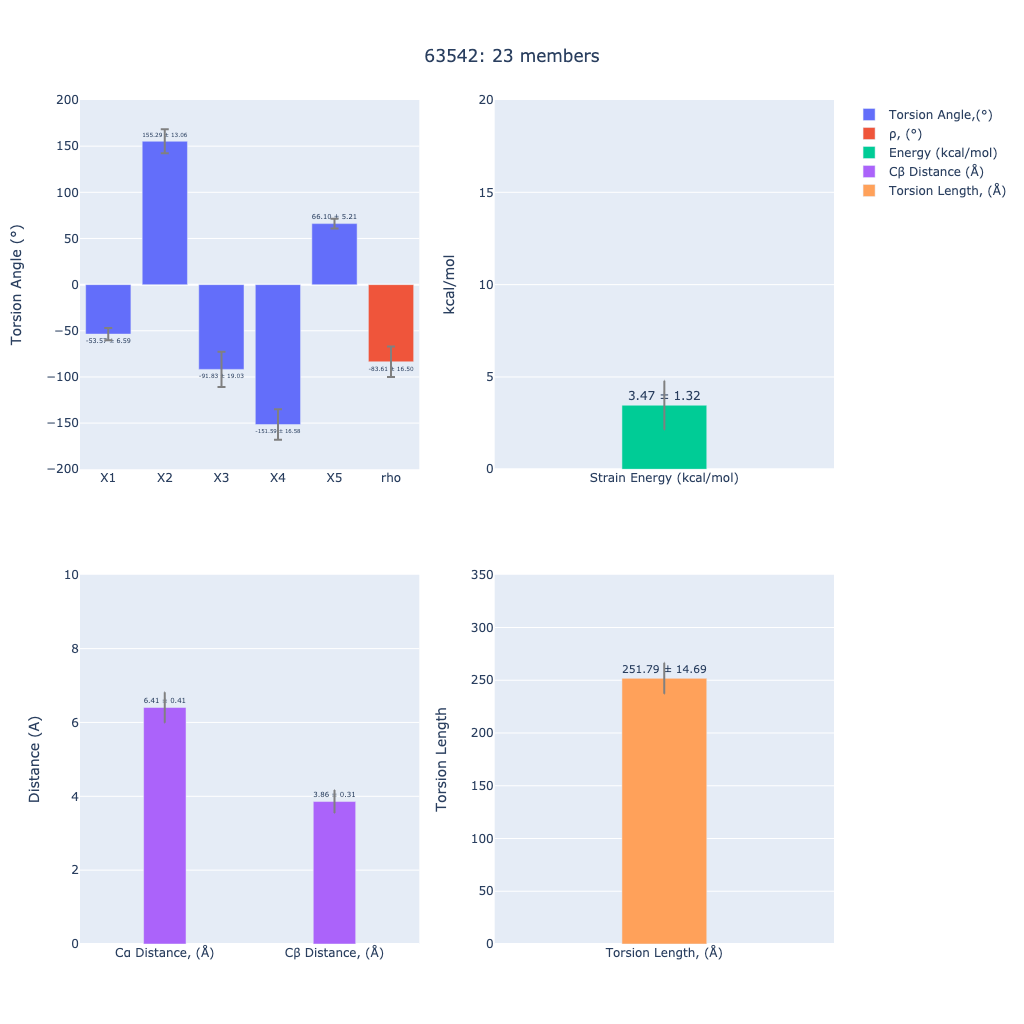 63542: 23 members
Torsion Angle (°)
200
150
100
50
0
−50
−100
−150
−200
-53.57 ± 6.59
155.29 ± 13.06
-91.83 ± 19.03
-151.59 ± 16.58
66.10 ± 5.21
-83.61 ± 16.50
X1 X2 X3 X4 X5 rho
kcal/mol
20
15
10
5
0
3.47 ± 1.32
Strain Energy (kcal/mol)
Torsion Angle,(°)
ρ, (°)
Energy (kcal/mol)
Cβ Distance (Å)
Torsion Length, (Å)
Distance (A)
10
8
6
4
2
0
6.41 ± 0.41
3.86 ± 0.31
Cα Distance, (Å) Cβ Distance, (Å)
Torsion Length
350
300
250
200
150
100
50
0
251.79 ± 14.69
Torsion Length, (Å)